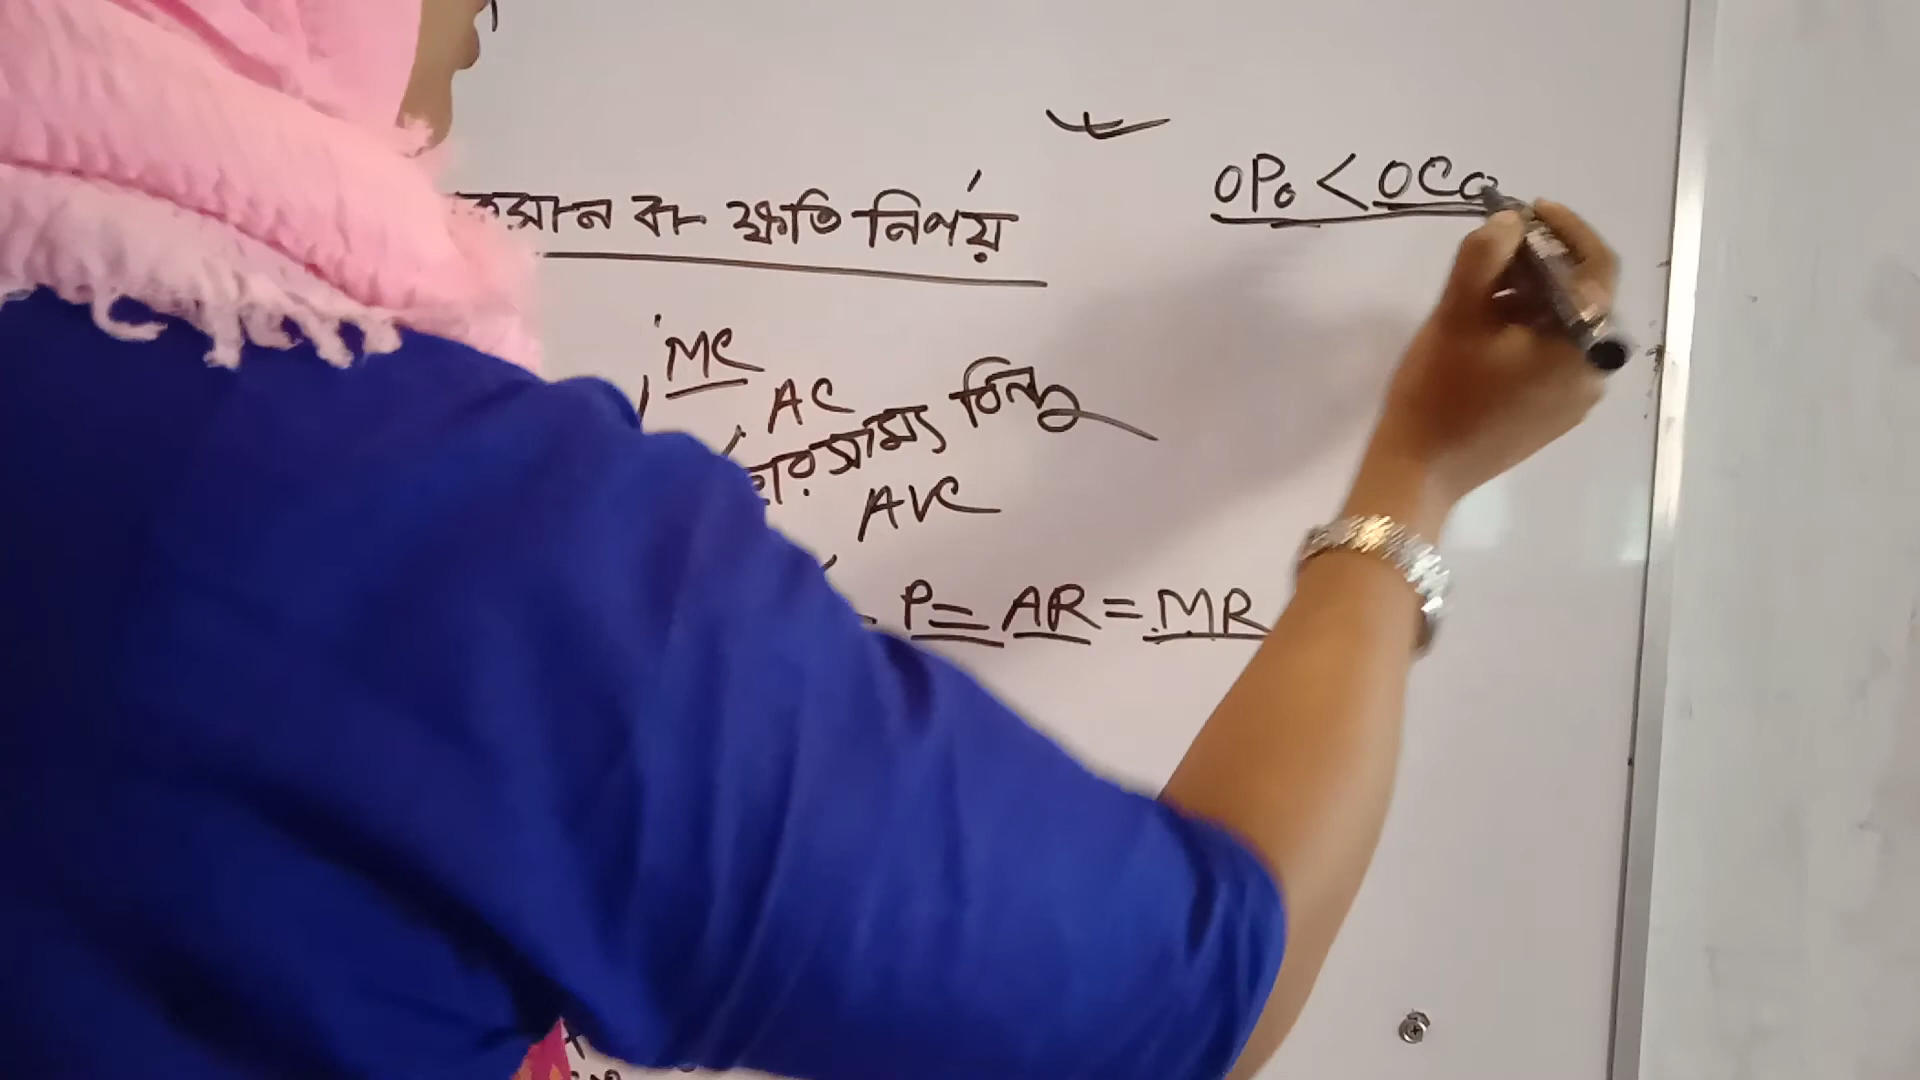 OP₀ < OC₀
বা ক্ষতি নির্ণয়
MC
AC
ভারসাম্য বিন্দু
AVC
P = AR = MR